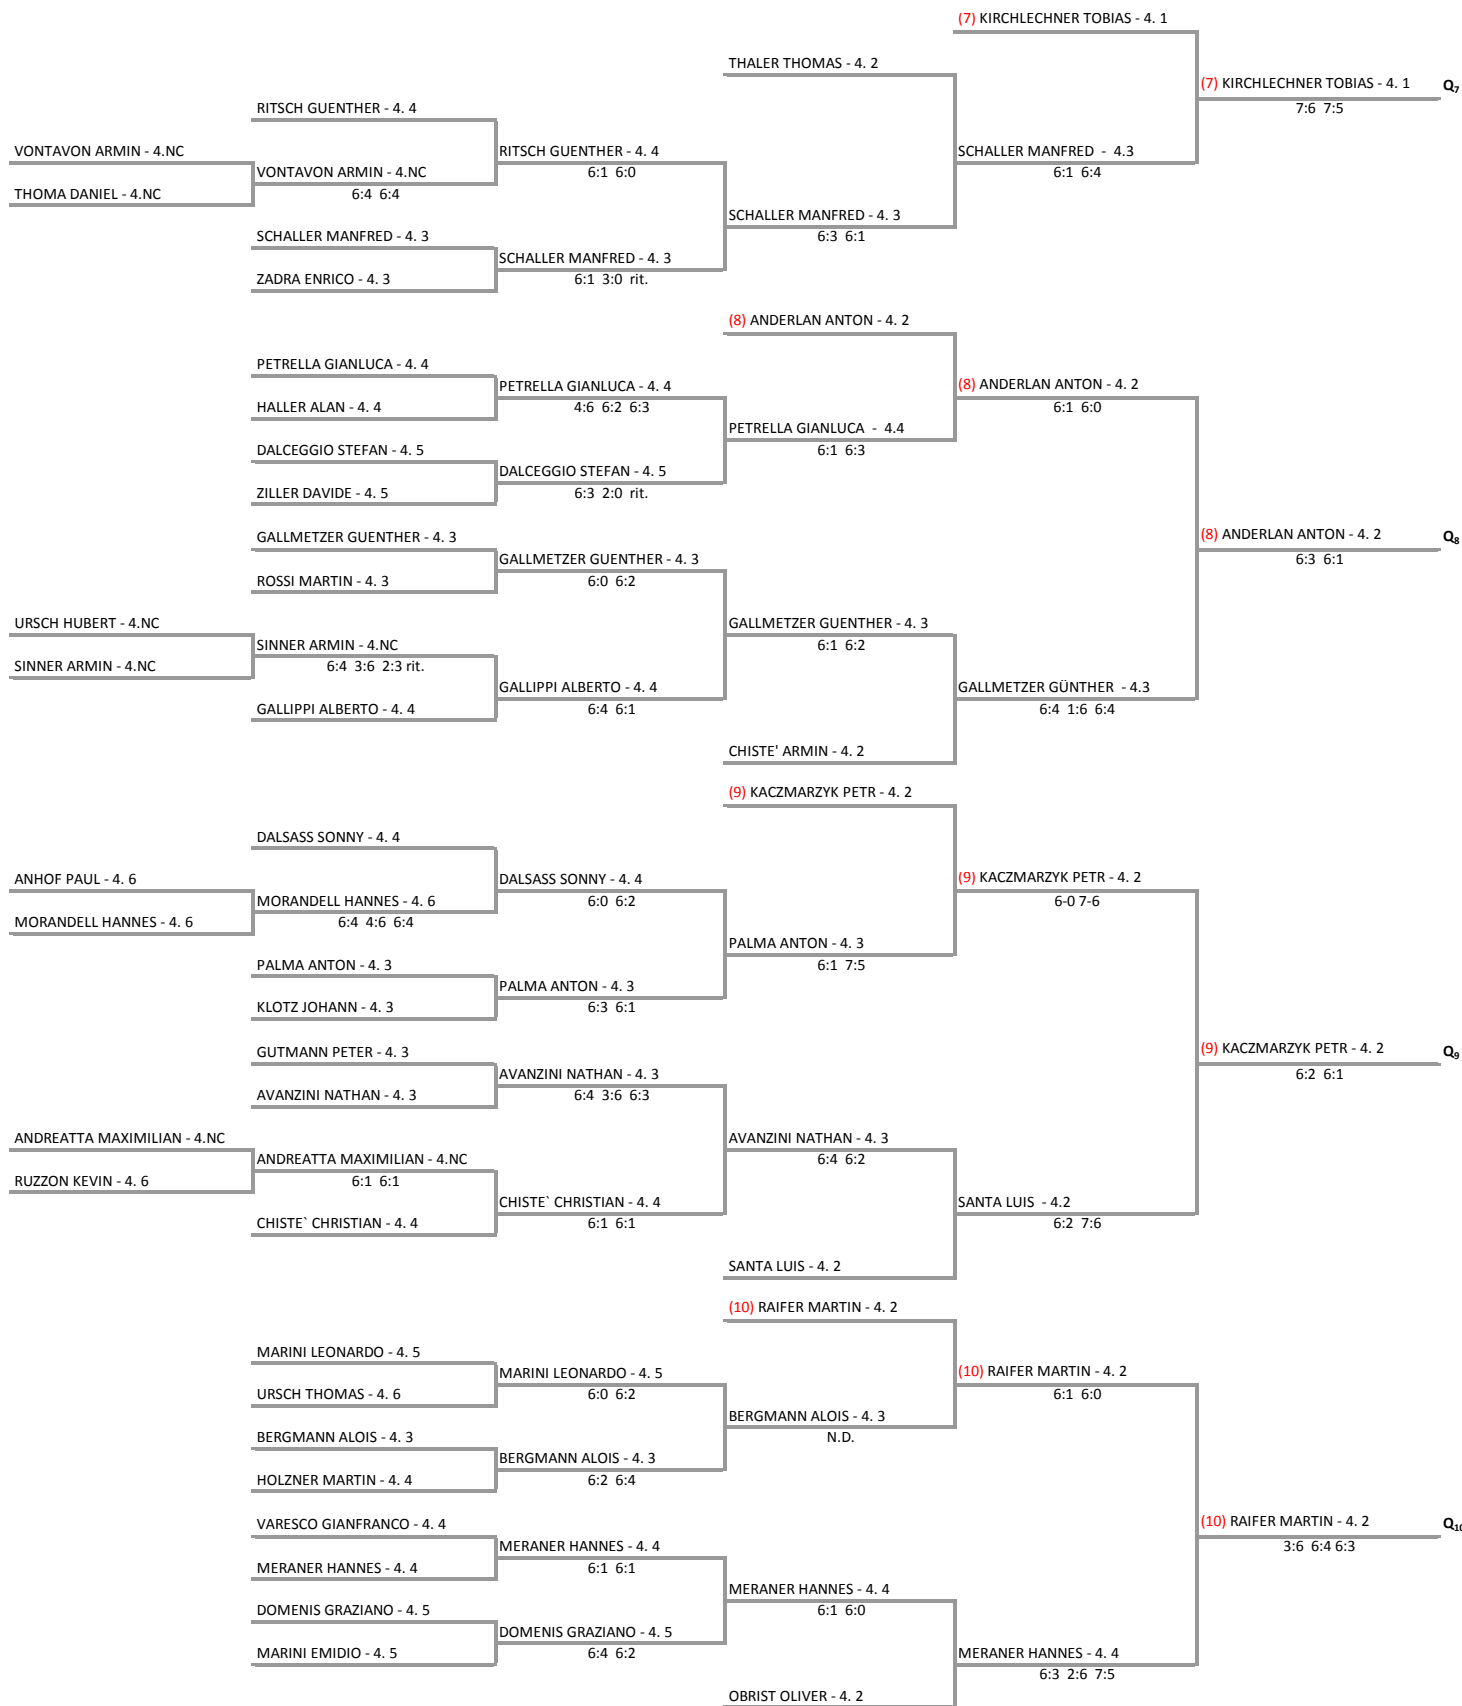 (7) KIRCHLECHNER TOBIAS - 4. 1
THALER THOMAS - 4. 2
(7) KIRCHLECHNER TOBIAS - 4. 1 Q7
7:6 7:5
RITSCH GUENTHER - 4. 4
VONTAVON ARMIN - 4.NC
RITSCH GUENTHER - 4. 4
SCHALLER MANFRED - 4.3
VONTAVON ARMIN - 4.NC
6:1 6:0
6:1 6:4
THOMA DANIEL - 4.NC
6:4 6:4
SCHALLER MANFRED - 4. 3
SCHALLER MANFRED - 4. 3
6:3 6:1
SCHALLER MANFRED - 4. 3
ZADRA ENRICO - 4. 3
6:1 3:0 rit.
(8) ANDERLAN ANTON - 4. 2
PETRELLA GIANLUCA - 4. 4
PETRELLA GIANLUCA - 4. 4
(8) ANDERLAN ANTON - 4. 2
HALLER ALAN - 4. 4
4:6 6:2 6:3
6:1 6:0
PETRELLA GIANLUCA - 4.4
DALCEGGIO STEFAN - 4. 5
6:1 6:3
DALCEGGIO STEFAN - 4. 5
ZILLER DAVIDE - 4. 5
6:3 2:0 rit.
GALLMETZER GUENTHER - 4. 3
(8) ANDERLAN ANTON - 4. 2 Q8
GALLMETZER GUENTHER - 4. 3
6:3 6:1
ROSSI MARTIN - 4. 3
6:0 6:2
URSCH HUBERT - 4.NC
GALLMETZER GUENTHER - 4. 3
SINNER ARMIN - 4.NC
6:1 6:2
SINNER ARMIN - 4.NC
6:4 3:6 2:3 rit.
GALLIPPI ALBERTO - 4. 4
GALLMETZER GÜNTHER - 4.3
GALLIPPI ALBERTO - 4. 4
6:4 6:1
6:4 1:6 6:4
CHISTE' ARMIN - 4. 2
(9) KACZMARZYK PETR - 4. 2
DALSASS SONNY - 4. 4
ANHOF PAUL - 4. 6
DALSASS SONNY - 4. 4
(9) KACZMARZYK PETR - 4. 2
MORANDELL HANNES - 4. 6
6:0 6:2
6-0 7-6
MORANDELL HANNES - 4. 6
6:4 4:6 6:4
PALMA ANTON - 4. 3
PALMA ANTON - 4. 3
6:1 7:5
PALMA ANTON - 4. 3
KLOTZ JOHANN - 4. 3
6:3 6:1
GUTMANN PETER - 4. 3
(9) KACZMARZYK PETR - 4. 2 Q9
AVANZINI NATHAN - 4. 3
6:2 6:1
AVANZINI NATHAN - 4. 3
6:4 3:6 6:3
ANDREATTA MAXIMILIAN - 4.NC
AVANZINI NATHAN - 4. 3
ANDREATTA MAXIMILIAN - 4.NC
6:4 6:2
RUZZON KEVIN - 4. 6
6:1 6:1
CHISTE` CHRISTIAN - 4. 4
SANTA LUIS - 4.2
CHISTE` CHRISTIAN - 4. 4
6:1 6:1
6:2 7:6
SANTA LUIS - 4. 2
(10) RAIFER MARTIN - 4. 2
MARINI LEONARDO - 4. 5
MARINI LEONARDO - 4. 5
(10) RAIFER MARTIN - 4. 2
URSCH THOMAS - 4. 6
6:0 6:2
6:1 6:0
BERGMANN ALOIS - 4. 3
BERGMANN ALOIS - 4. 3
N.D.
BERGMANN ALOIS - 4. 3
HOLZNER MARTIN - 4. 4
6:2 6:4
VARESCO GIANFRANCO - 4. 4
(10) RAIFER MARTIN - 4. 2 Q10
MERANER HANNES - 4. 4
3:6 6:4 6:3
MERANER HANNES - 4. 4
6:1 6:1
MERANER HANNES - 4. 4
DOMENIS GRAZIANO - 4. 5
6:1 6:0
DOMENIS GRAZIANO - 4. 5
MARINI EMIDIO - 4. 5
6:4 6:2
MERANER HANNES - 4. 4
6:3 2:6 7:5
OBRIST OLIVER - 4. 2